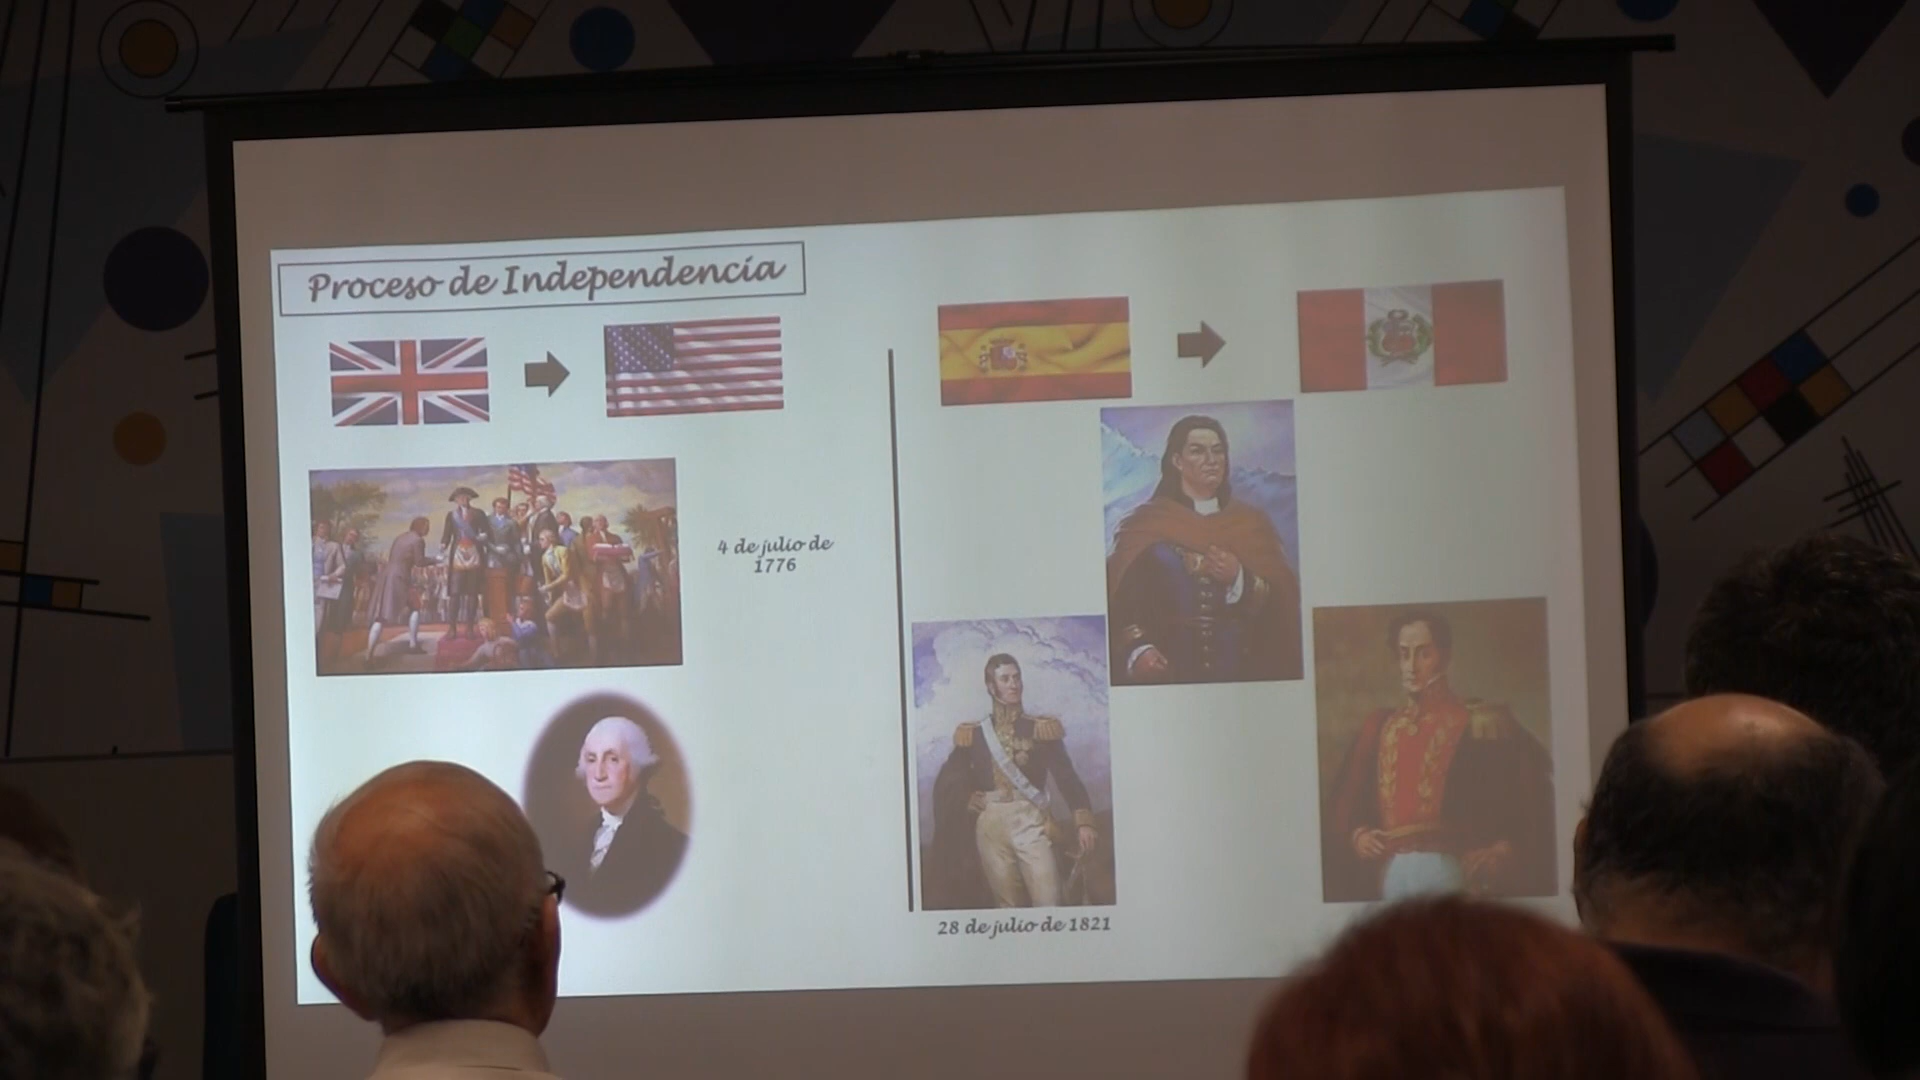 Proceso de Independencia
4 de julio de
1776
28 de julio de 1821